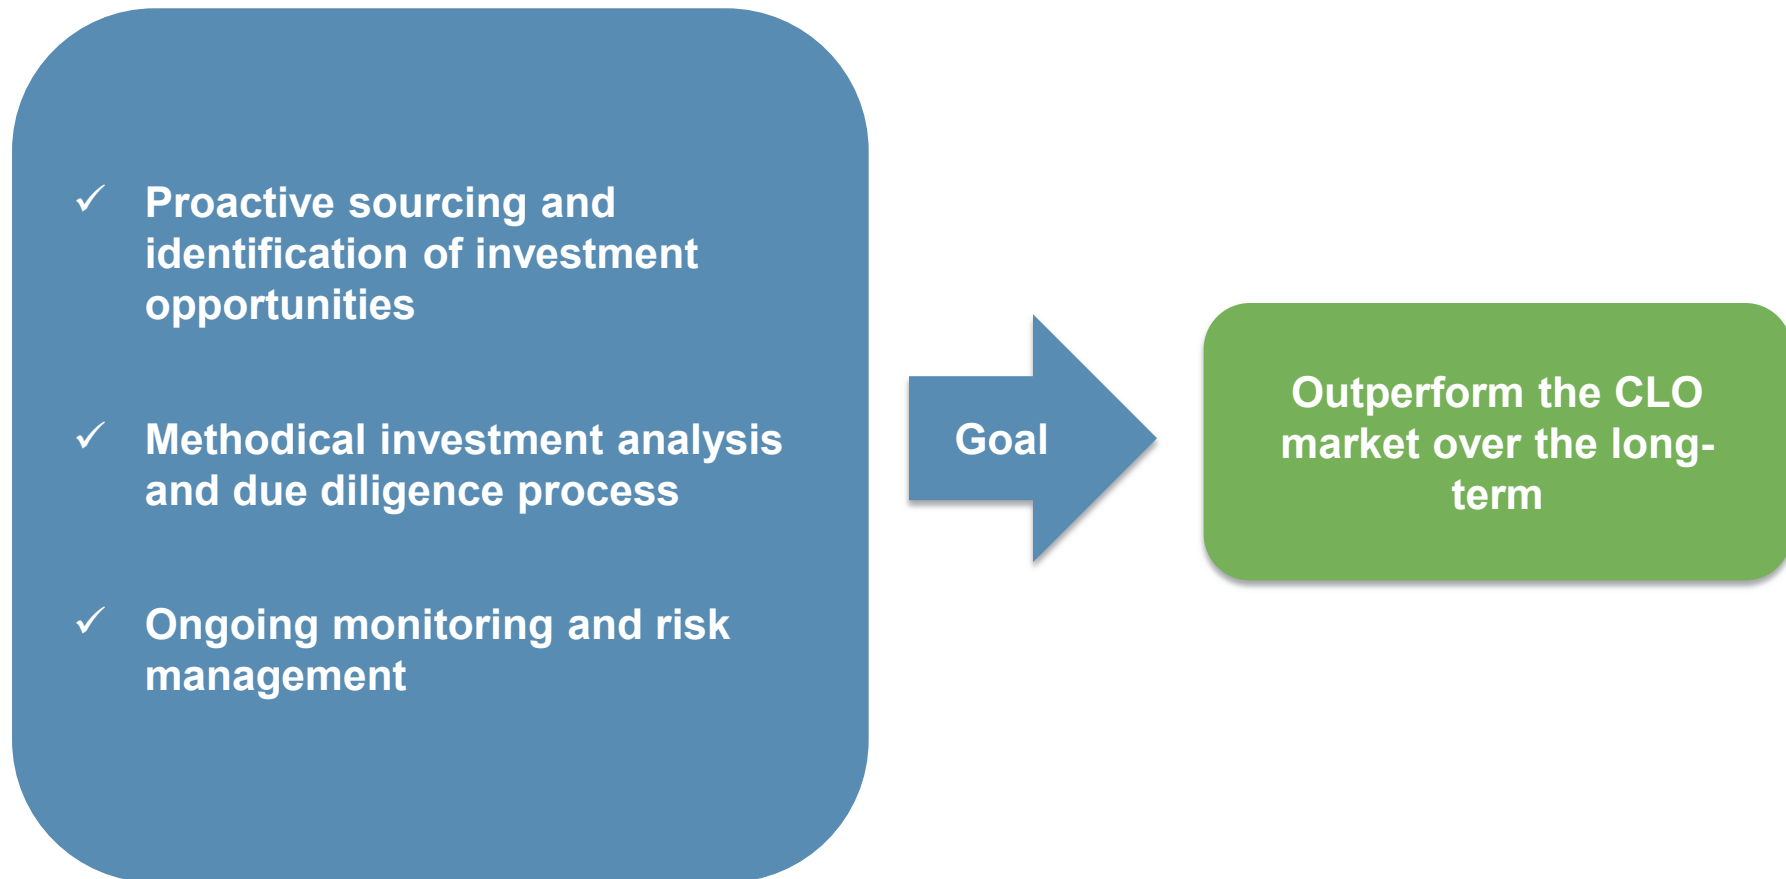 ✓ Proactive sourcing and
identification of investment
opportunities
✓ Methodical investment analysis
and due diligence process
✓ Ongoing monitoring and risk
management
Goal
Outperform the CLO
market over the long-
term